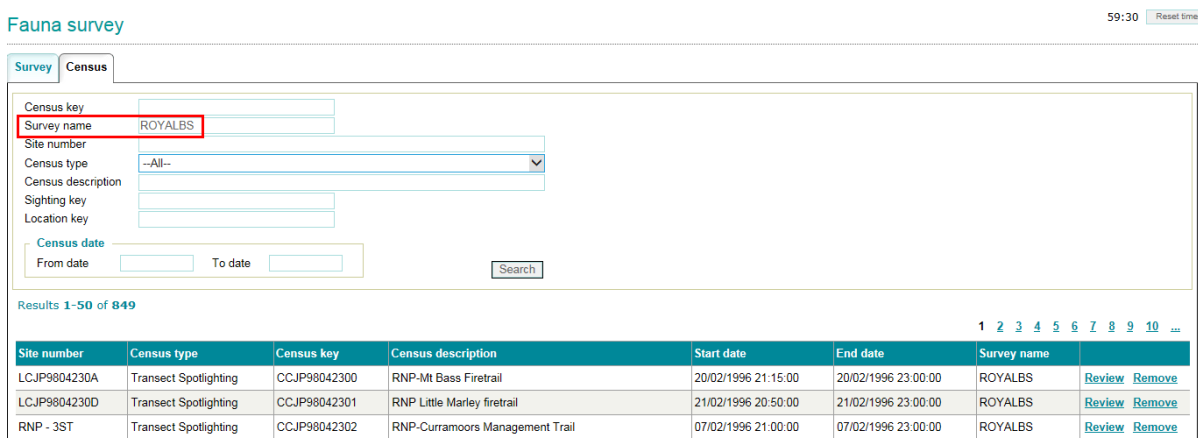 Fauna survey
59:30 Reset time
Survey Census
Census key
Survey name ROYALBS
Site number
Census type --All--
Census description
Sighting key
Location key
Census date
From date To date
Search
Results 1-50 of 849
1 2 3 4 5 6 7 8 9 10 ...
Site number Census type Census key Census description Start date End date Survey name
LCJP9804230A Transect Spotlighting CCJP98042300 RNP-Mt Bass Firetrail 20/02/1996 21:15:00 20/02/1996 23:00:00 ROYALBS Review Remove
LCJP9804230D Transect Spotlighting CCJP98042301 RNP Little Marley firetrail 21/02/1996 20:50:00 21/02/1996 23:00:00 ROYALBS Review Remove
RNP - 3ST Transect Spotlighting CCJP98042302 RNP-Curramoors Management Trail 07/02/1996 21:00:00 07/02/1996 23:00:00 ROYALBS Review Remove